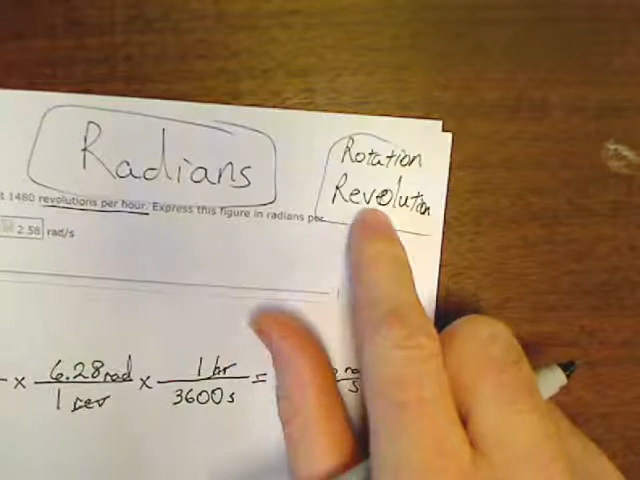 Radians
Rotation
Revolution
t 1480 revolutions per hour. Express this figure in radians per
2.58 rad/s
x 6.28 rad x 1 hr =
1 rev 3600 s